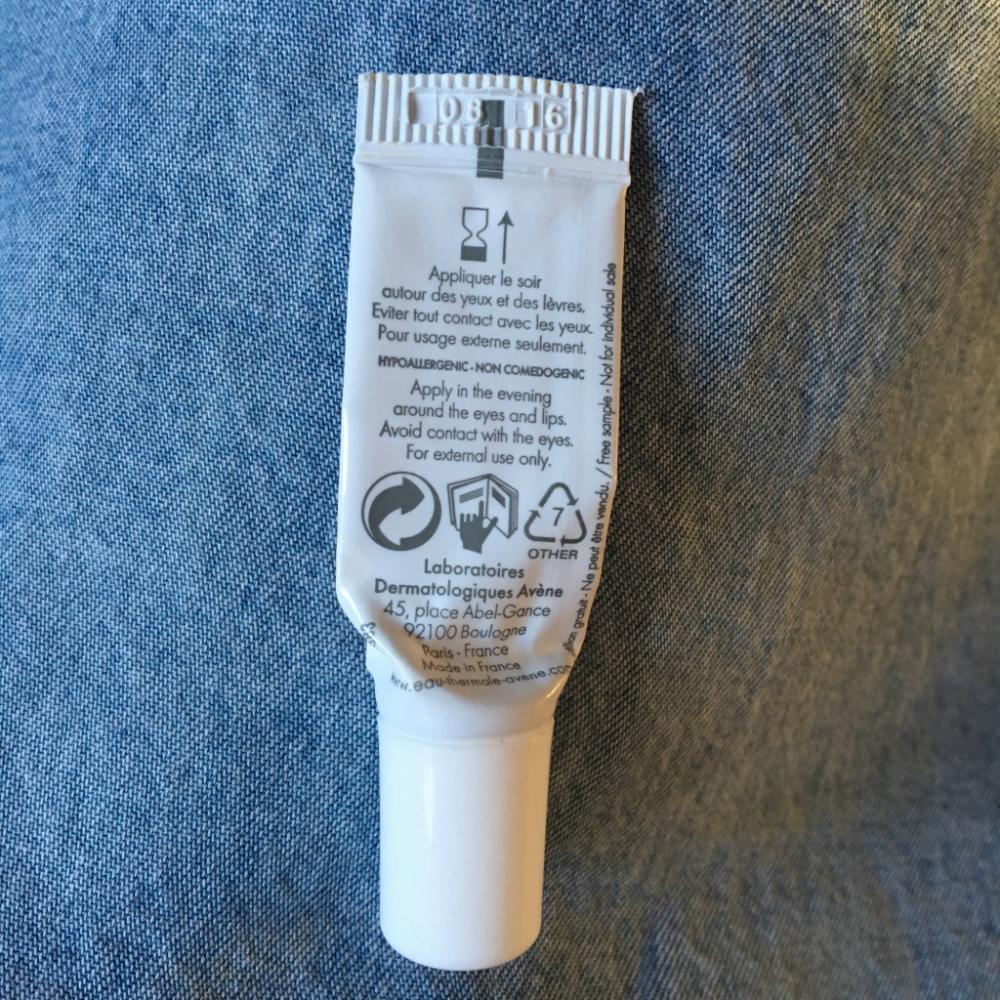 08 16
Appliquer le soir
autour des yeux et des lèvres.
Eviter tout contact avec les yeux.
Pour usage externe seulement.
HYPOALLERGENIC - NON COMEDOGENIC
Apply in the evening
around the eyes and lips.
Avoid contact with the eyes.
For external use only.
7
OTHER
Laboratoires
Dermatologiques Avène
45, place Abel-Gance
92100 Boulogne
Paris - France
Made in France
www.eau-thermale-avene.com
gratuit - Ne peut être vendu. / Free sample - Not for individual sale